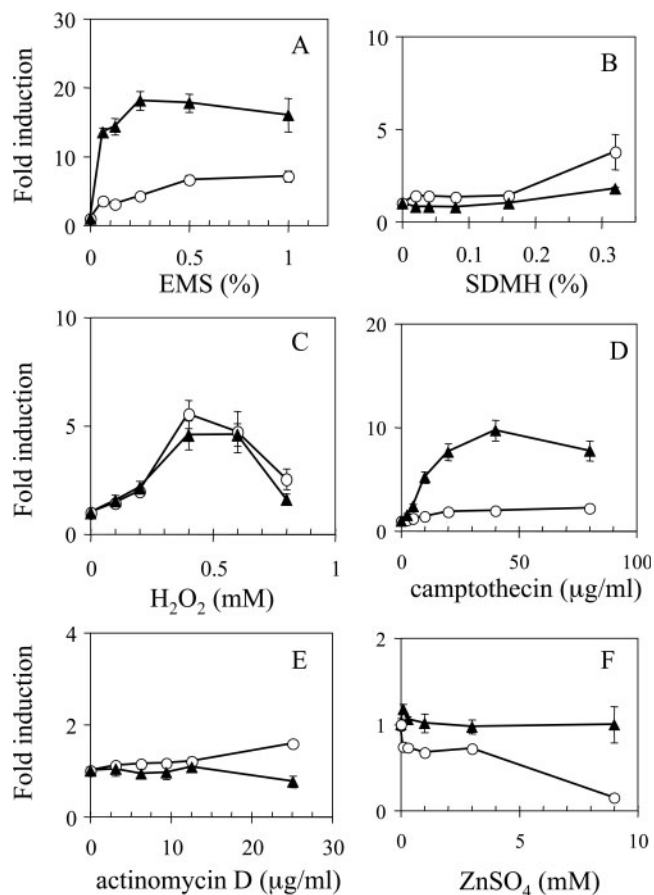 30
20
10
0
Fold induction
A
0
0.5
1
EMS (%)
10
5
0
B
0
0.1
0.2
0.3
SDMH (%)
10
5
0
Fold induction
C
0
0.5
1
H₂O₂ (mM)
20
10
0
D
0
50
100
camptothecin (µg/ml)
4
2
0
Fold induction
E
0
10
20
30
actinomycin D (µg/ml)
2
1
0
F
0
5
10
ZnSO₄ (mM)